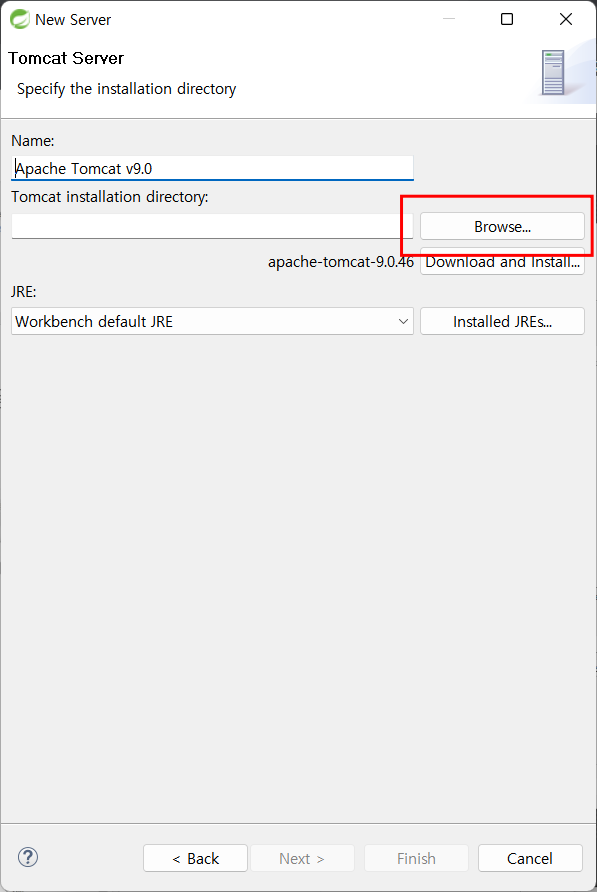 New Server
Tomcat Server
Specify the installation directory
Name:
Apache Tomcat v9.0
Tomcat installation directory:
Browse...
apache-tomcat-9.0.46 Download and Install...
JRE:
Workbench default JRE Installed JREs...
? < Back Next > Finish Cancel